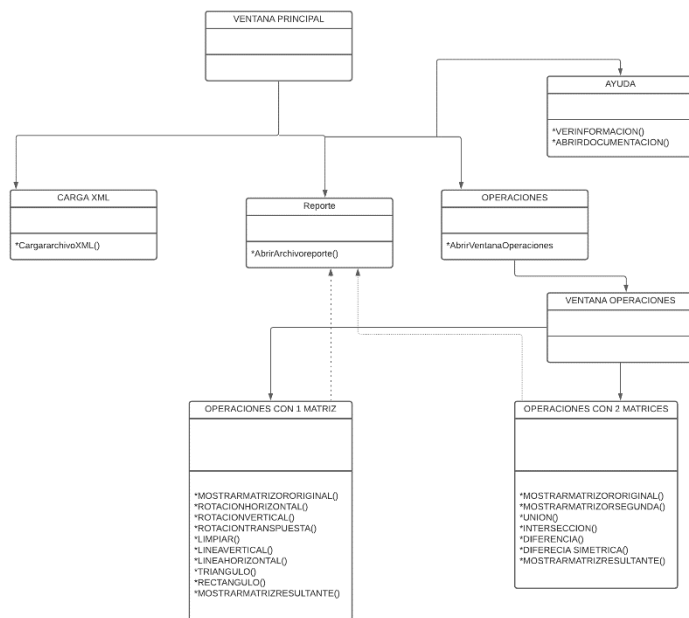 VENTANA PRINCIPAL
AYUDA
*VERINFORMACION()
*ABRIRDOCUMENTACION()
CARGA XML
*CargararchivoXML()
Reporte
*AbrirArchivoreporte()
OPERACIONES
*AbrirVentanaOperaciones
VENTANA OPERACIONES
OPERACIONES CON 1 MATRIZ
*MOSTRARMATRIZORORIGINAL()
*ROTACIONHORIZONTAL()
*ROTACIONVERTICAL()
*ROTACIONTRANSPUESTA()
*LIMPIAR()
*LINEAVERTICAL()
*LINEAHORIZONTAL()
*TRIANGULO()
*RECTANGULO()
*MOSTRARMATRIZRESULTANTE()
OPERACIONES CON 2 MATRICES
*MOSTRARMATRIZORORIGINAL()
*MOSTRARMATRIZORSEGUNDA()
*UNION()
*INTERSECCION()
*DIFERENCIA()
*DIFERECIA SIMETRICA()
*MOSTRARMATRIZRESULTANTE()